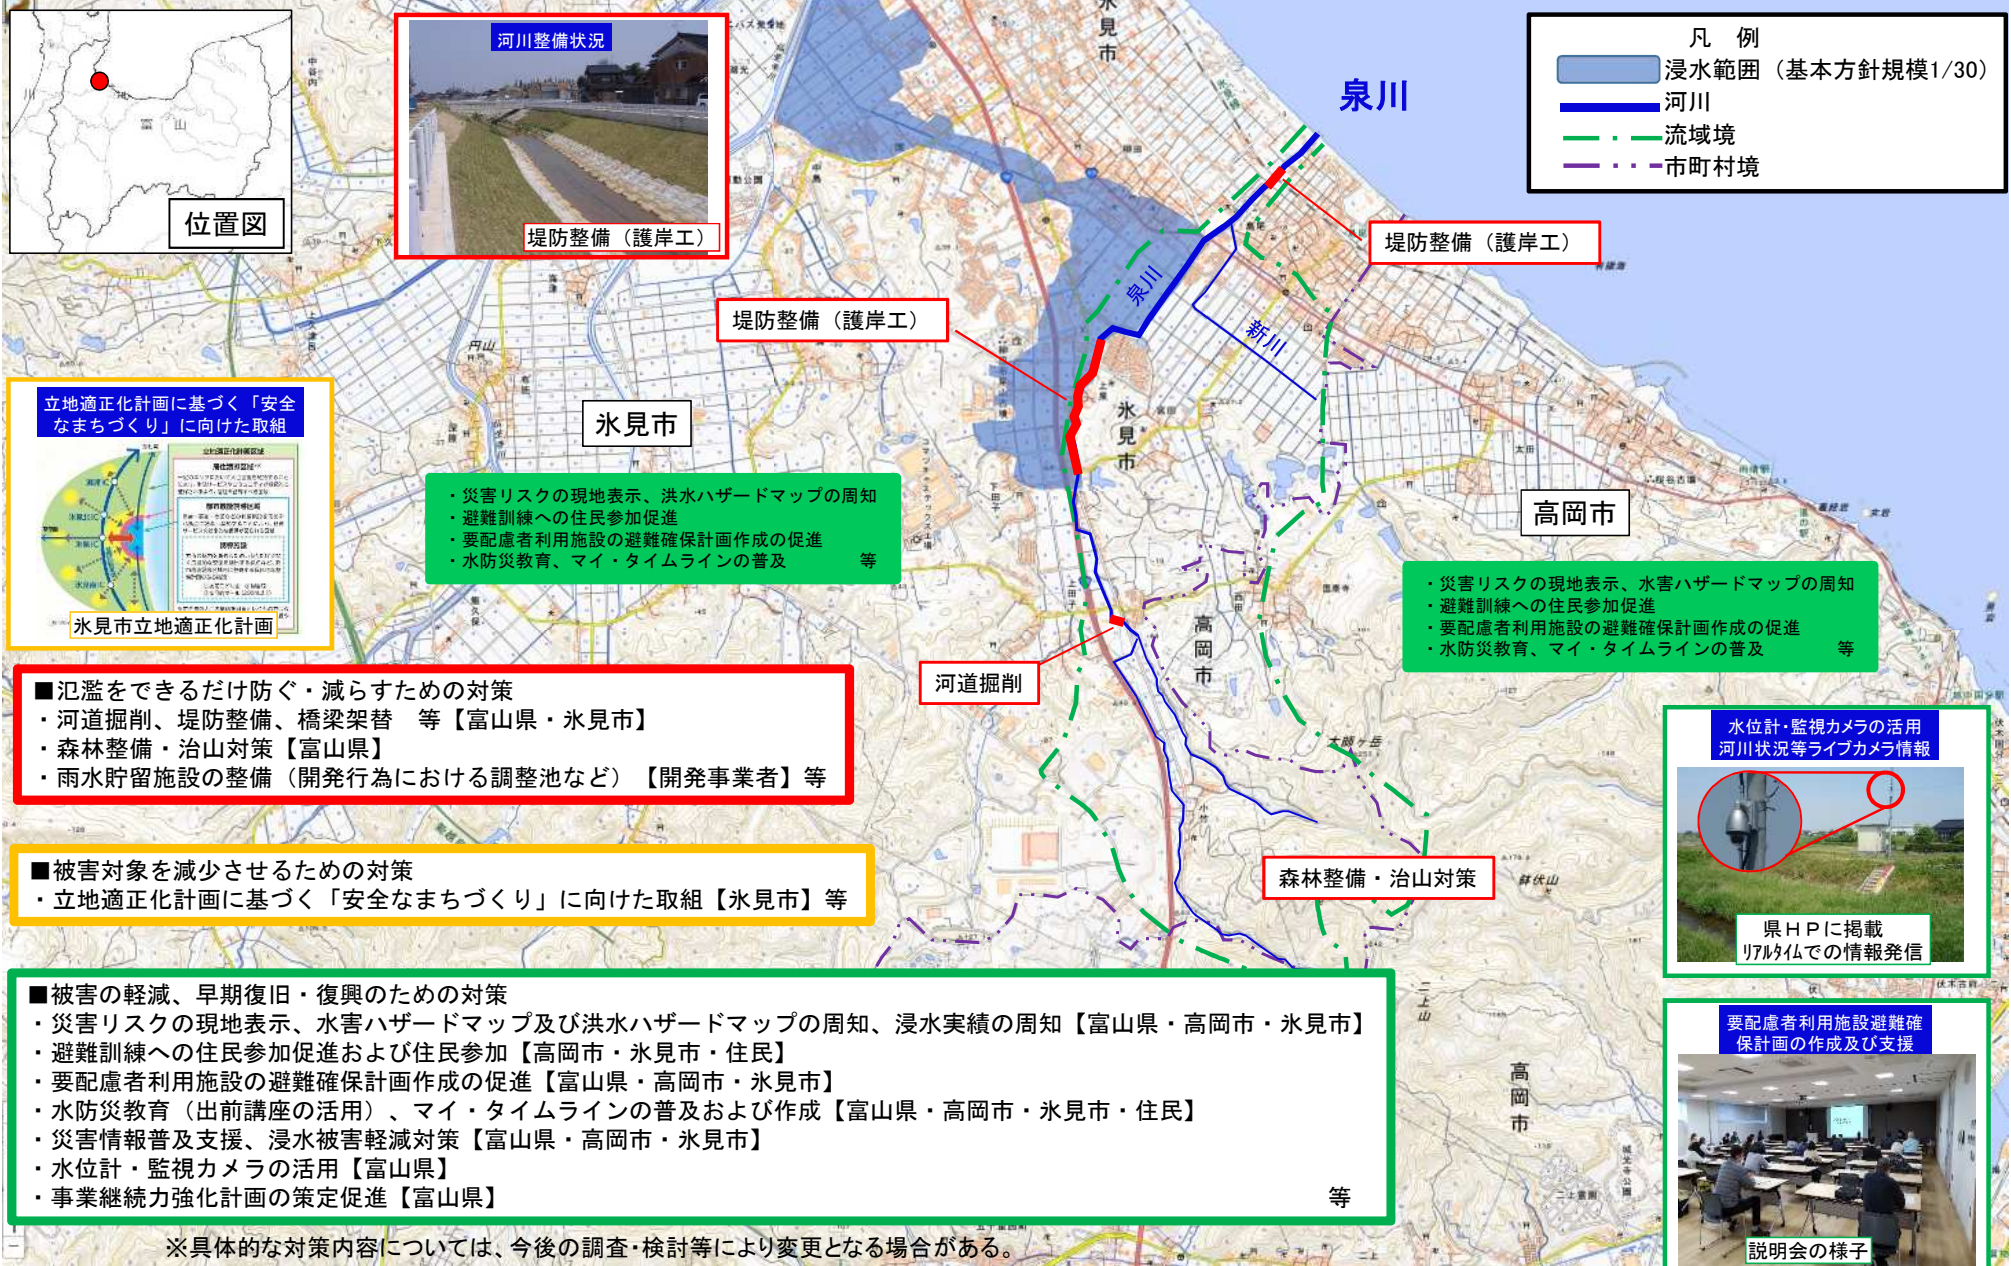 位置図
河川整備状況
堤防整備（護岸工）
氷見市
泉川
凡　例
浸水範囲（基本方針規模1/30）
河川
流域境
市町村境
堤防整備（護岸工）
堤防整備（護岸工）
泉川
新川
円山
氷見市
氷見市
高岡市
立地適正化計画に基づく「安全
なまちづくり」に向けた取組
立地適正化計画区域
氷見市立地適正化計画
・災害リスクの現地表示、洪水ハザードマップの周知
・避難訓練への住民参加促進
・要配慮者利用施設の避難確保計画作成の促進
・水防災教育、マイ・タイムラインの普及　　　等
・災害リスクの現地表示、水害ハザードマップの周知
・避難訓練への住民参加促進
・要配慮者利用施設の避難確保計画作成の促進
・水防災教育、マイ・タイムラインの普及　　　等
高岡市
河道掘削
大師ヶ岳
小竹
■氾濫をできるだけ防ぐ・減らすための対策
・河道掘削、堤防整備、橋梁架替　等【富山県・氷見市】
・森林整備・治山対策【富山県】
・雨水貯留施設の整備（開発行為における調整池など）【開発事業者】等
水位計・監視カメラの活用
河川状況等ライブカメラ情報
県ＨＰに掲載
ﾘｱﾙﾀｲﾑでの情報発信
■被害対象を減少させるための対策
・立地適正化計画に基づく「安全なまちづくり」に向けた取組【氷見市】等
森林整備・治山対策
鉢伏山
二上山
高岡市
■被害の軽減、早期復旧・復興のための対策
・災害リスクの現地表示、水害ハザードマップ及び洪水ハザードマップの周知、浸水実績の周知【富山県・高岡市・氷見市】
・避難訓練への住民参加促進および住民参加【高岡市・氷見市・住民】
・要配慮者利用施設の避難確保計画作成の促進【富山県・高岡市・氷見市】
・水防災教育（出前講座の活用）、マイ・タイムラインの普及および作成【富山県・高岡市・氷見市・住民】
・災害情報普及支援、浸水被害軽減対策【富山県・高岡市・氷見市】
・水位計・監視カメラの活用【富山県】
・事業継続力強化計画の策定促進【富山県】　等
要配慮者利用施設避難確
保計画の作成及び支援
説明会の様子
※具体的な対策内容については、今後の調査・検討等により変更となる場合がある。